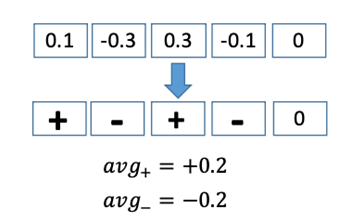 0.1 -0.3 0.3 -0.1 0
+ - + - 0
avg₊ = +0.2
avg₋ = −0.2